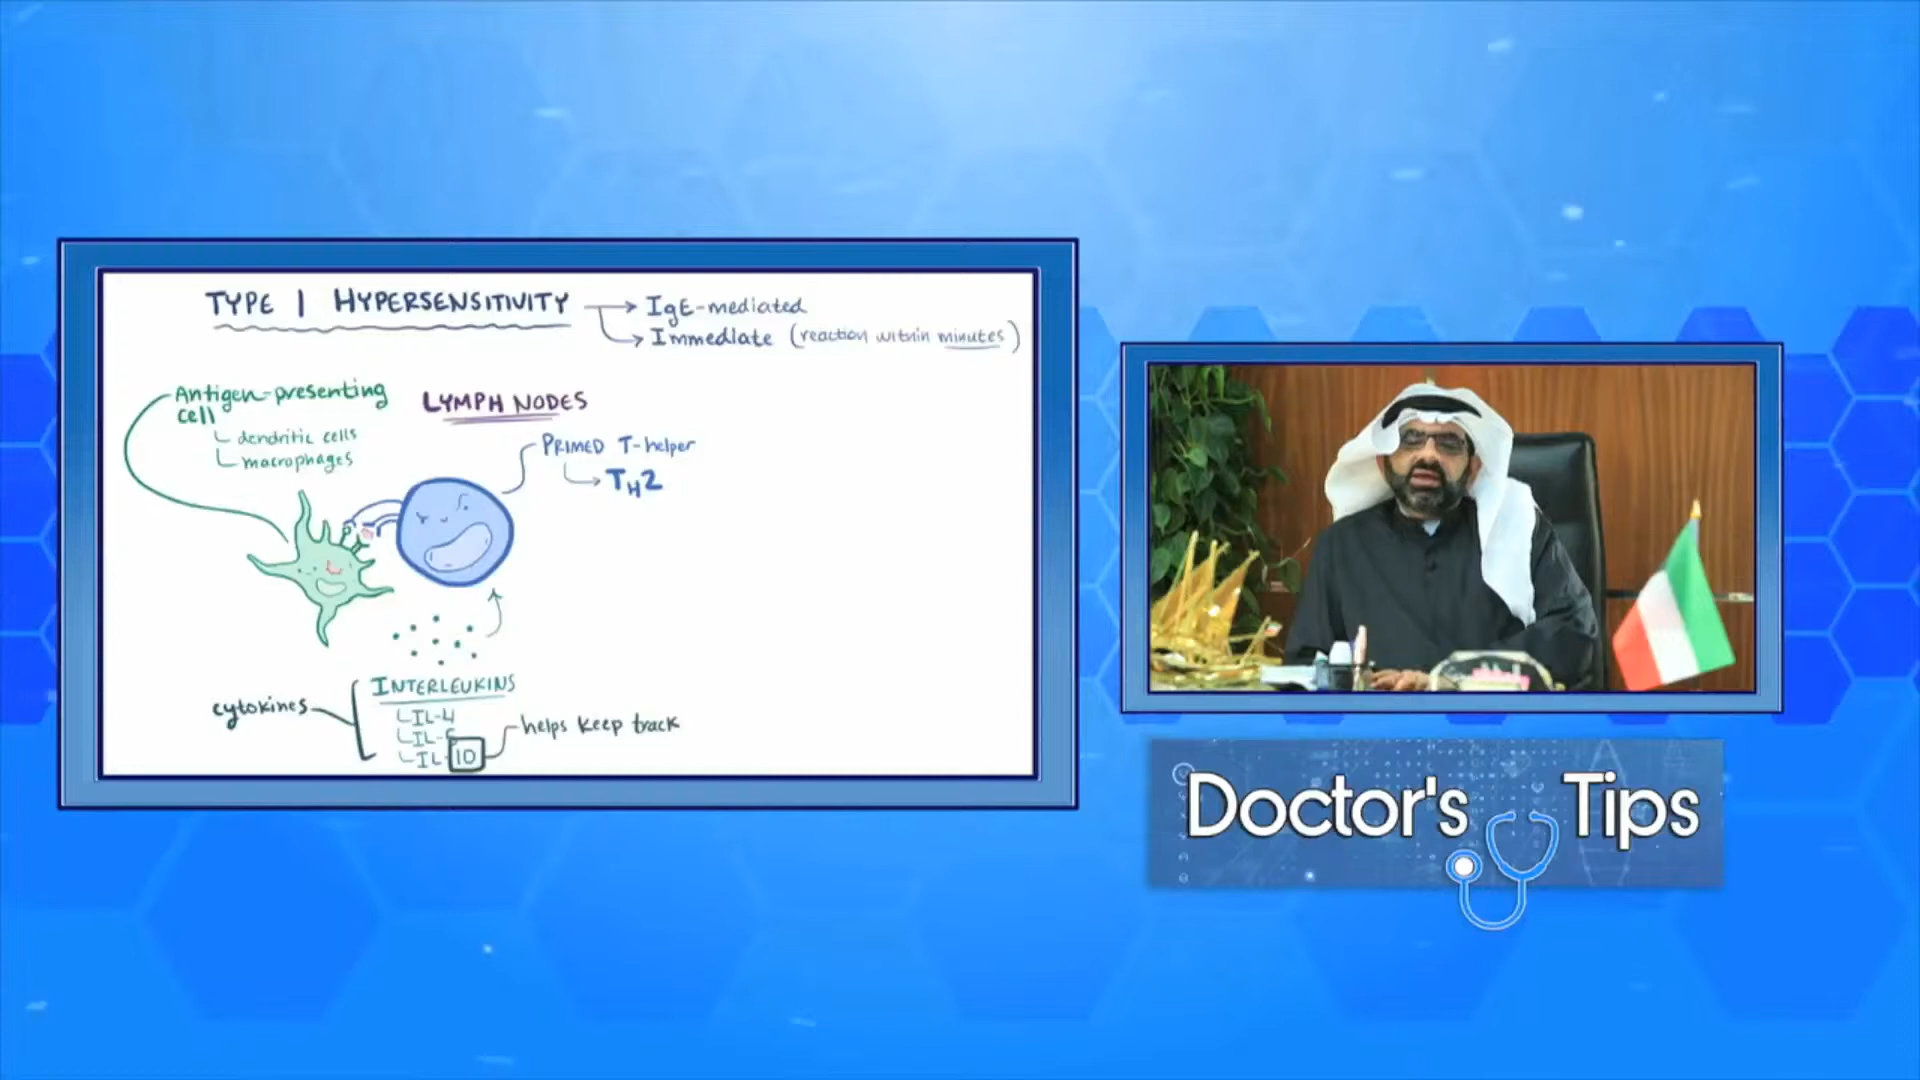 TYPE I HYPERSENSITIVITY
IgE-mediated
Immediate (reaction within minutes)
Antigen-presenting
cell
dendritic cells
macrophages
LYMPH NODES
PRIMED T-helper
TH2
cytokines
INTERLEUKINS
IL-4
IL-
IL-10
helps keep track
Doctor's Tips